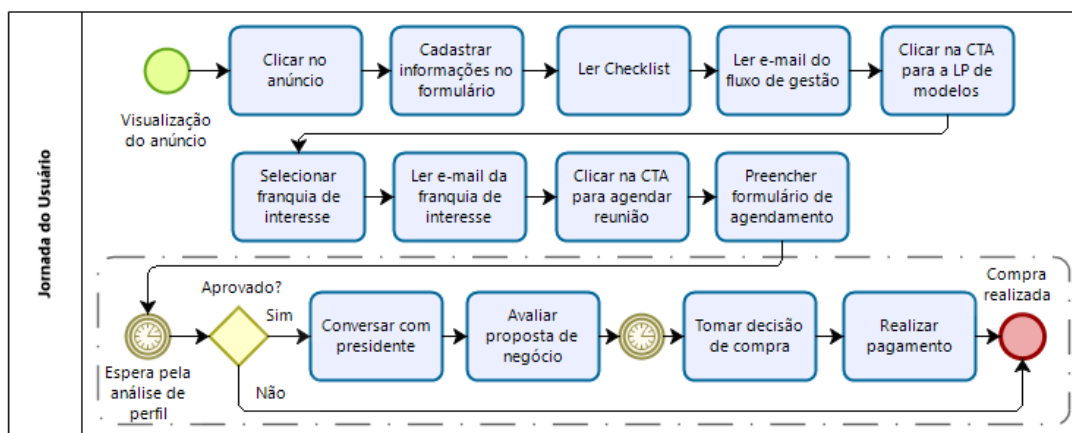 Jornada do Usuário
Visualização
do anúncio
Clicar no
anúncio
Cadastrar
informações no
formulário
Ler Checklist
Ler e-mail do
fluxo de gestão
Clicar na CTA
para a LP de
modelos
Selecionar
franquia de
interesse
Ler e-mail da
franquia de
interesse
Clicar na CTA
para agendar
reunião
Preencher
formulário de
agendamento
Espera pela
análise de
perfil
Aprovado?
Sim
Não
Conversar com
presidente
Avaliar
proposta de
negócio
Tomar decisão
de compra
Realizar
pagamento
Compra
realizada